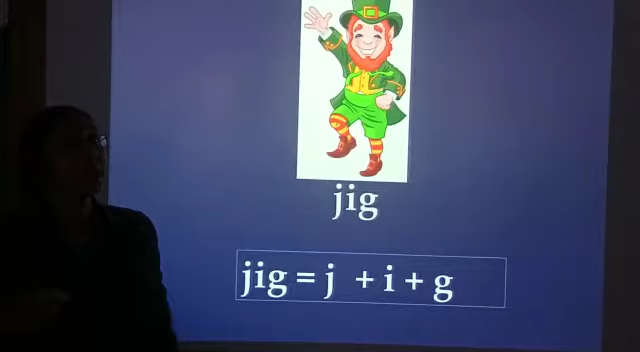 jig
jig = j + i + g